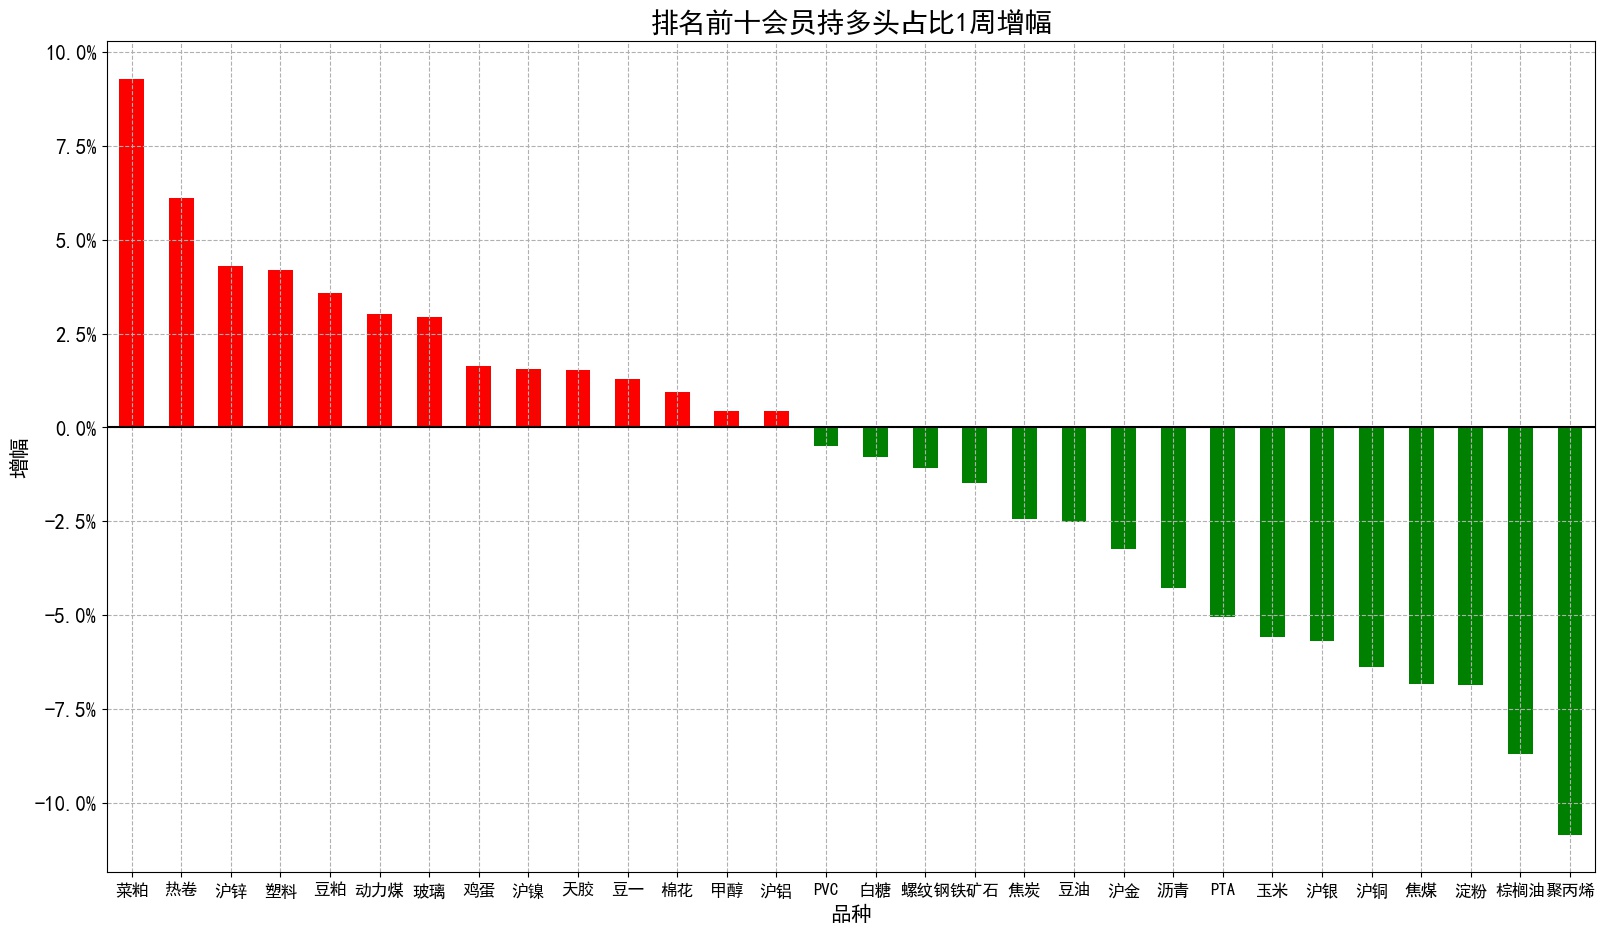 排名前十会员持多头占比1周增幅
10.0%
7.5%
5.0%
2.5%
0.0%
−2.5%
−5.0%
−7.5%
−10.0%
增幅
菜粕 热卷 沪锌 塑料 豆粕 动力煤 玻璃 鸡蛋 沪镍 天胶 豆一 棉花 甲醇 沪铝 PVC 白糖 螺纹钢 铁矿石 焦炭 豆油 沪金 沥青 PTA 玉米 沪银 沪铜 焦煤 淀粉 棕榈油 聚丙烯
品种